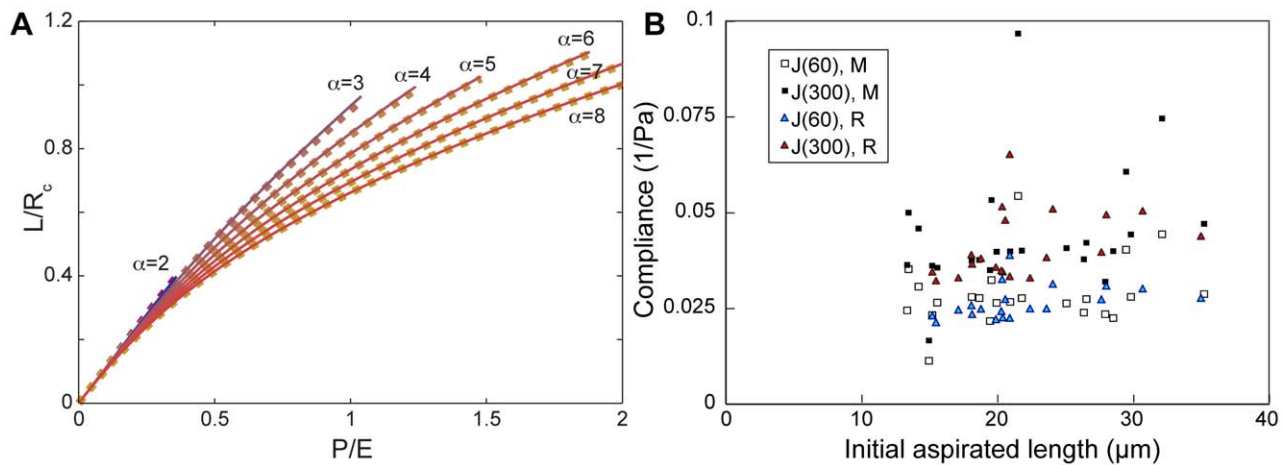 A
1.2
0.8
0.4
0
L/R_c
α=2
α=3
α=4
α=5
α=6
α=7
α=8
0
0.5
1
1.5
2
P/E
B
0.1
0.075
0.05
0.025
0
Compliance (1/Pa)
J(60), M
J(300), M
J(60), R
J(300), R
0
10
20
30
40
Initial aspirated length (µm)